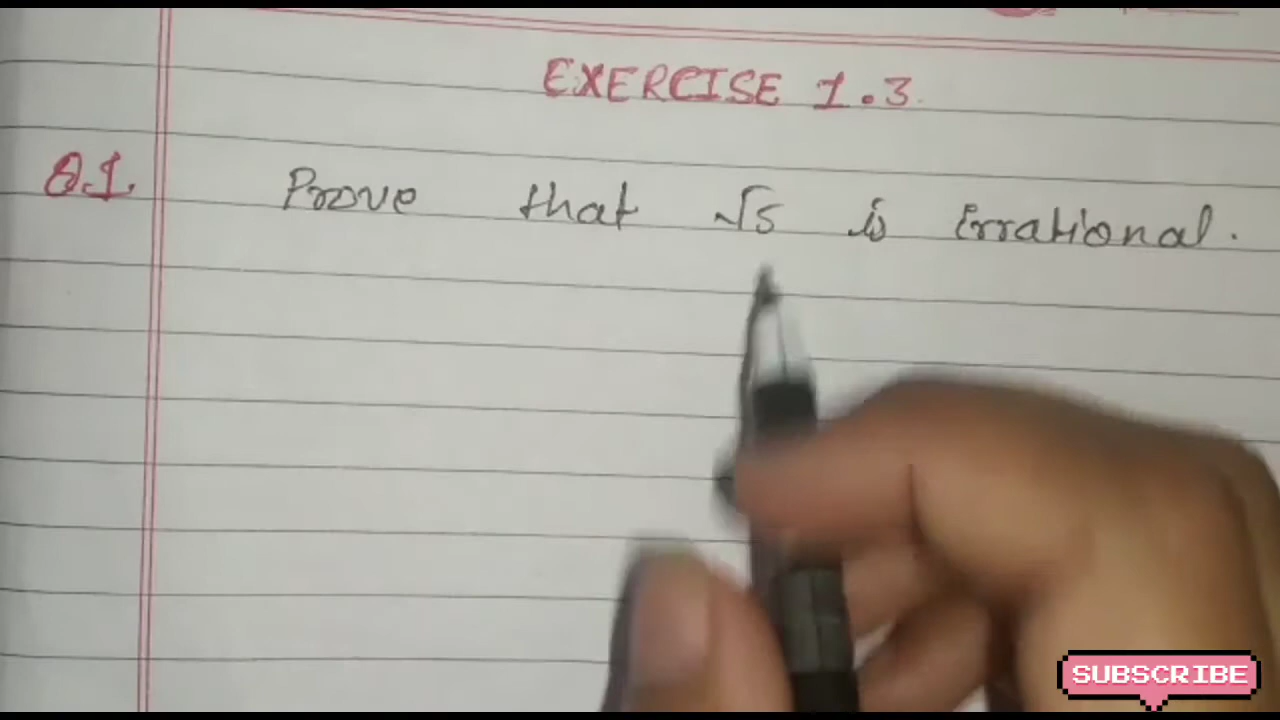 EXERCISE 1.3
Q.1 Prove that √5 is irrational.
SUBSCRIBE